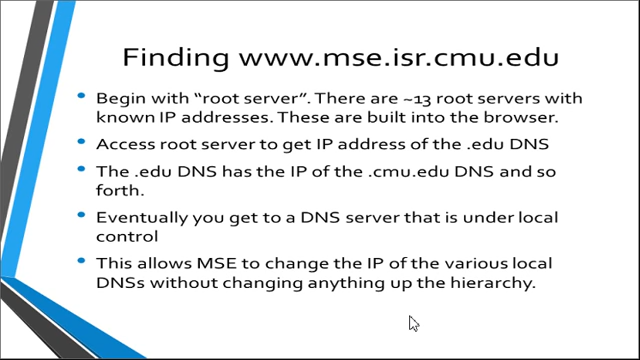 Finding www.mse.isr.cmu.edu
• Begin with “root server”. There are ~13 root servers with
known IP addresses. These are built into the browser.
• Access root server to get IP address of the .edu DNS
• The .edu DNS has the IP of the .cmu.edu DNS and so
forth.
• Eventually you get to a DNS server that is under local
control
• This allows MSE to change the IP of the various local
DNSs without changing anything up the hierarchy.